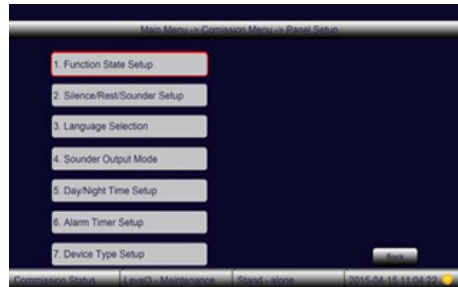 Main Menu -> Comission Menu -> Panel Setup
1. Function State Setup
2. Silence/Rest/Sounder Setup
3. Language Selection
4. Sounder Output Mode
5. Day/Night Time Setup
6. Alarm Timer Setup
7. Device Type Setup
Back
Commission Status Level3 - Maintenance Stand - alone 2015-04-15 11:04:22